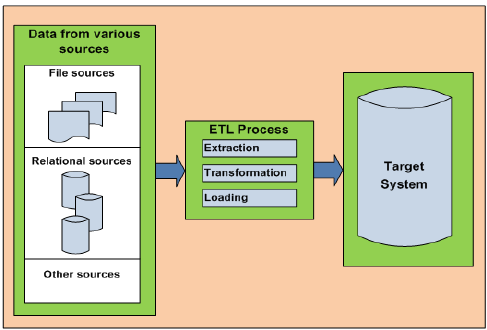 Data from various
sources
File sources
Relational sources
Other sources
ETL Process
Extraction
Transformation
Loading
Target
System